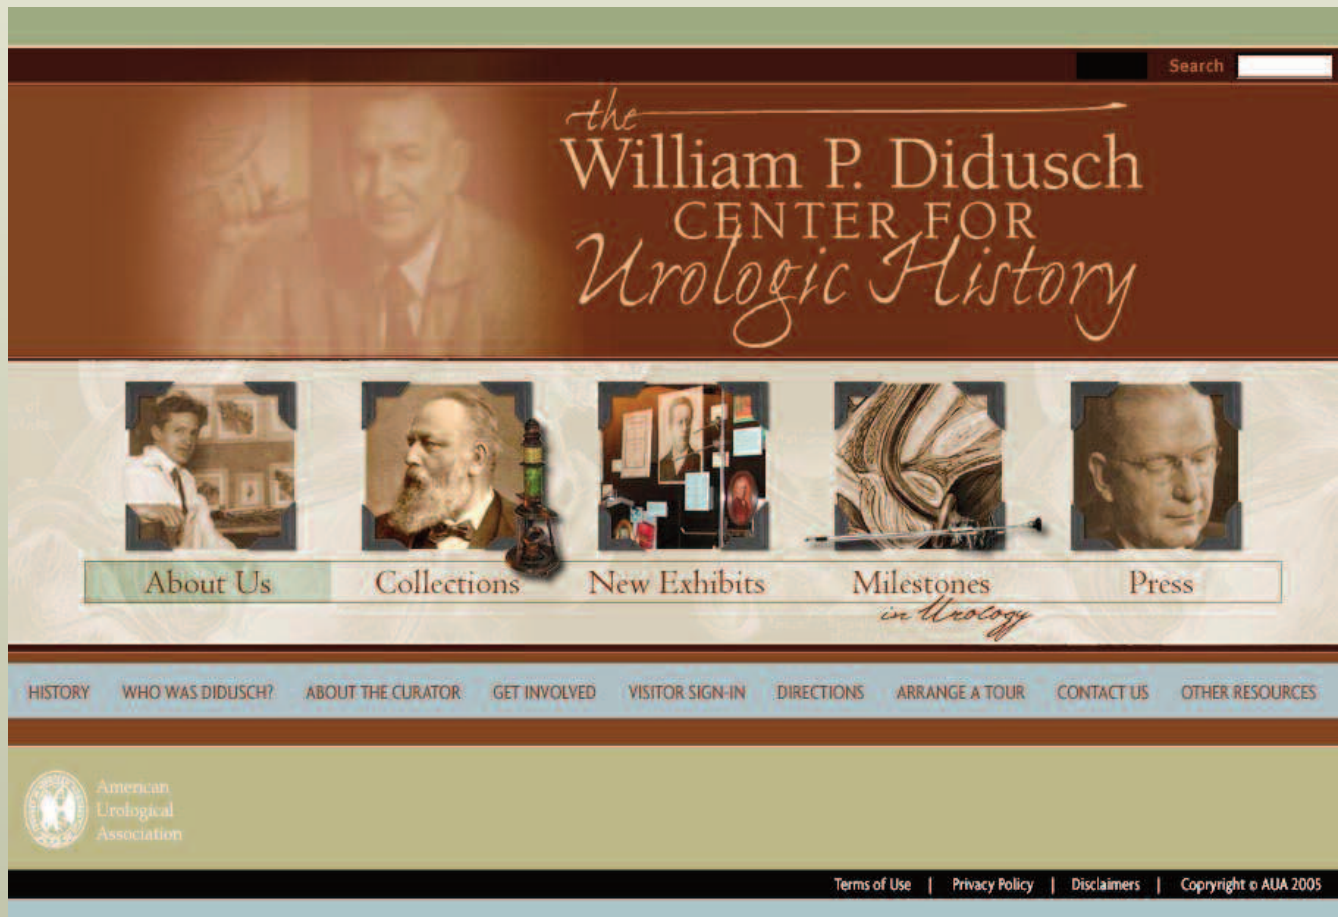 Search
the
William P. Didusch
CENTER FOR
Urologic History
About Us
Collections
New Exhibits
Milestones
in Urology
Press
HISTORY
WHO WAS DIDUSCH?
ABOUT THE CURATOR
GET INVOLVED
VISITOR SIGN-IN
DIRECTIONS
ARRANGE A TOUR
CONTACT US
OTHER RESOURCES
American
Urological
Association
Terms of Use | Privacy Policy | Disclaimers | Copryright © AUA 2005